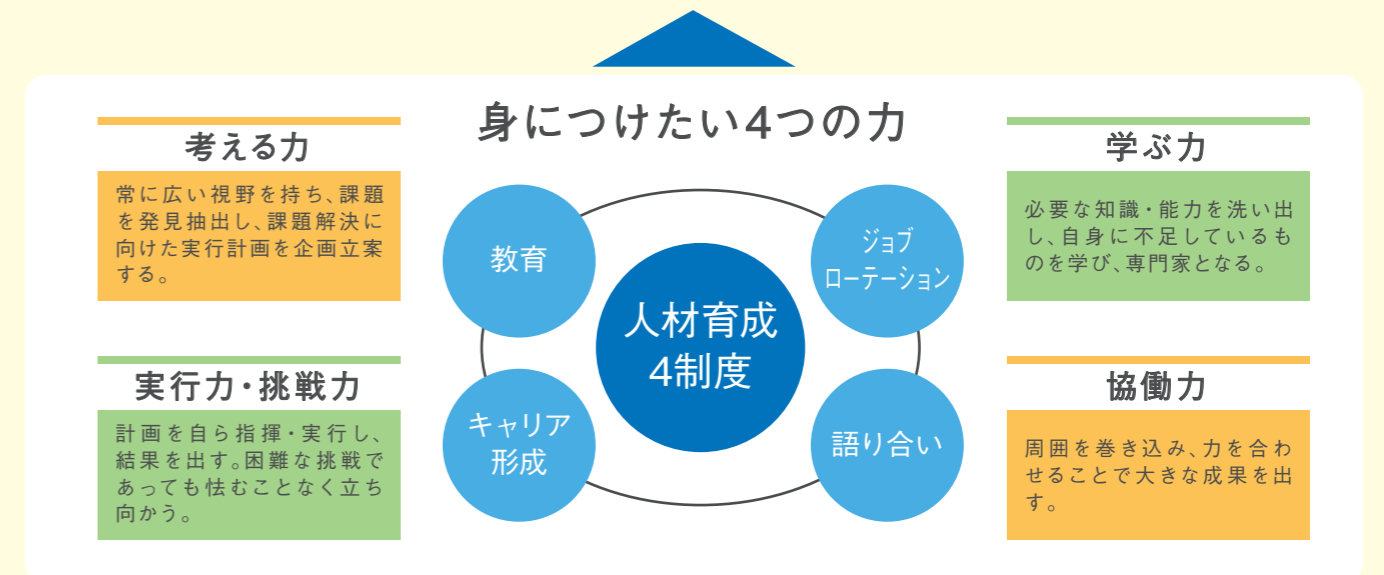 身につけたい4つの力
考える力
常に広い視野を持ち、課題
を発見抽出し、課題解決に
向けた実行計画を企画立案
する。
実行力・挑戦力
計画を自ら指揮・実行し、
結果を出す。困難な挑戦で
あっても怯むことなく立ち
向かう。
教育
ジョブ
ローテーション
人材育成
4制度
キャリア
形成
語り合い
学ぶ力
必要な知識・能力を洗い出
し、自身に不足しているも
のを学び、専門家となる。
協働力
周囲を巻き込み、力を合わ
せることで大きな成果を出
す。